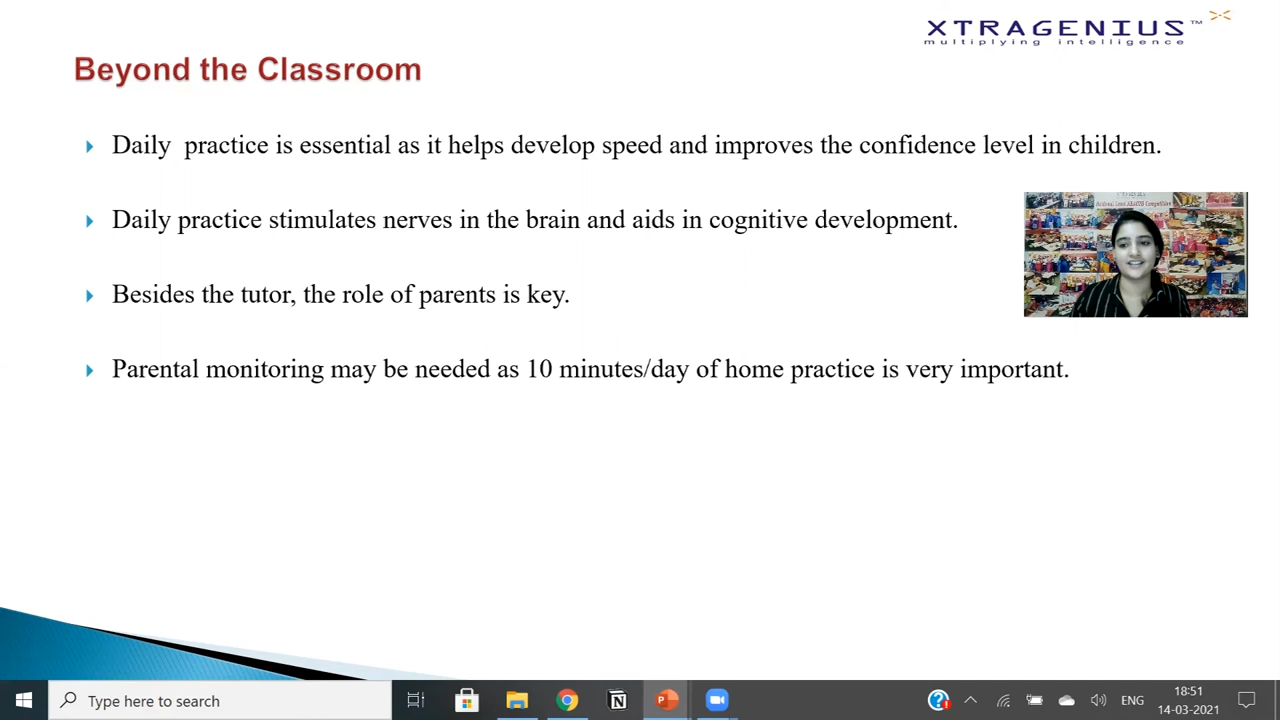 XTRAGENIUS™
multiplying intelligence
Beyond the Classroom
Daily practice is essential as it helps develop speed and improves the confidence level in children.
Daily practice stimulates nerves in the brain and aids in cognitive development.
Besides the tutor, the role of parents is key.
Parental monitoring may be needed as 10 minutes/day of home practice is very important.
Type here to search
ENG
18:51
14-03-2021